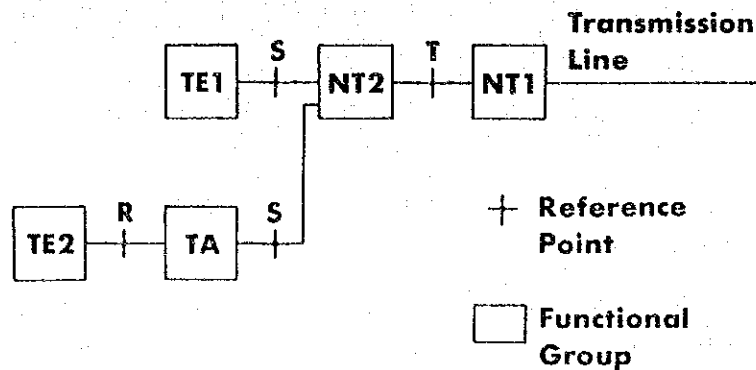 Transmission
Line
S
T
TE1
NT2
NT1
R
S
TE2
TA
Reference
Point
Functional
Group